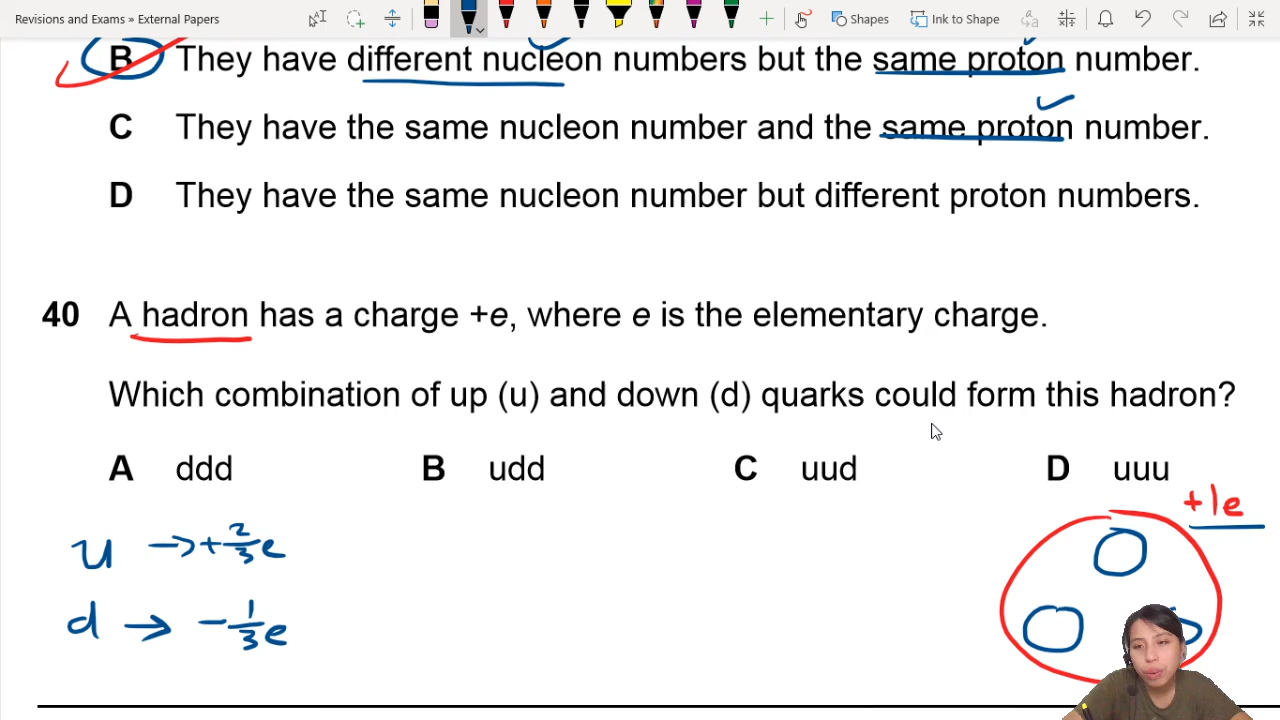 Revisions and Exams » External Papers
Shapes
Ink to Shape
B They have different nucleon numbers but the same proton number.
C They have the same nucleon number and the same proton number.
D They have the same nucleon number but different proton numbers.
40 A hadron has a charge +e, where e is the elementary charge.
Which combination of up (u) and down (d) quarks could form this hadron?
A ddd B udd C uud D uuu
+1e
u → +2/3 e
d → -1/3 e